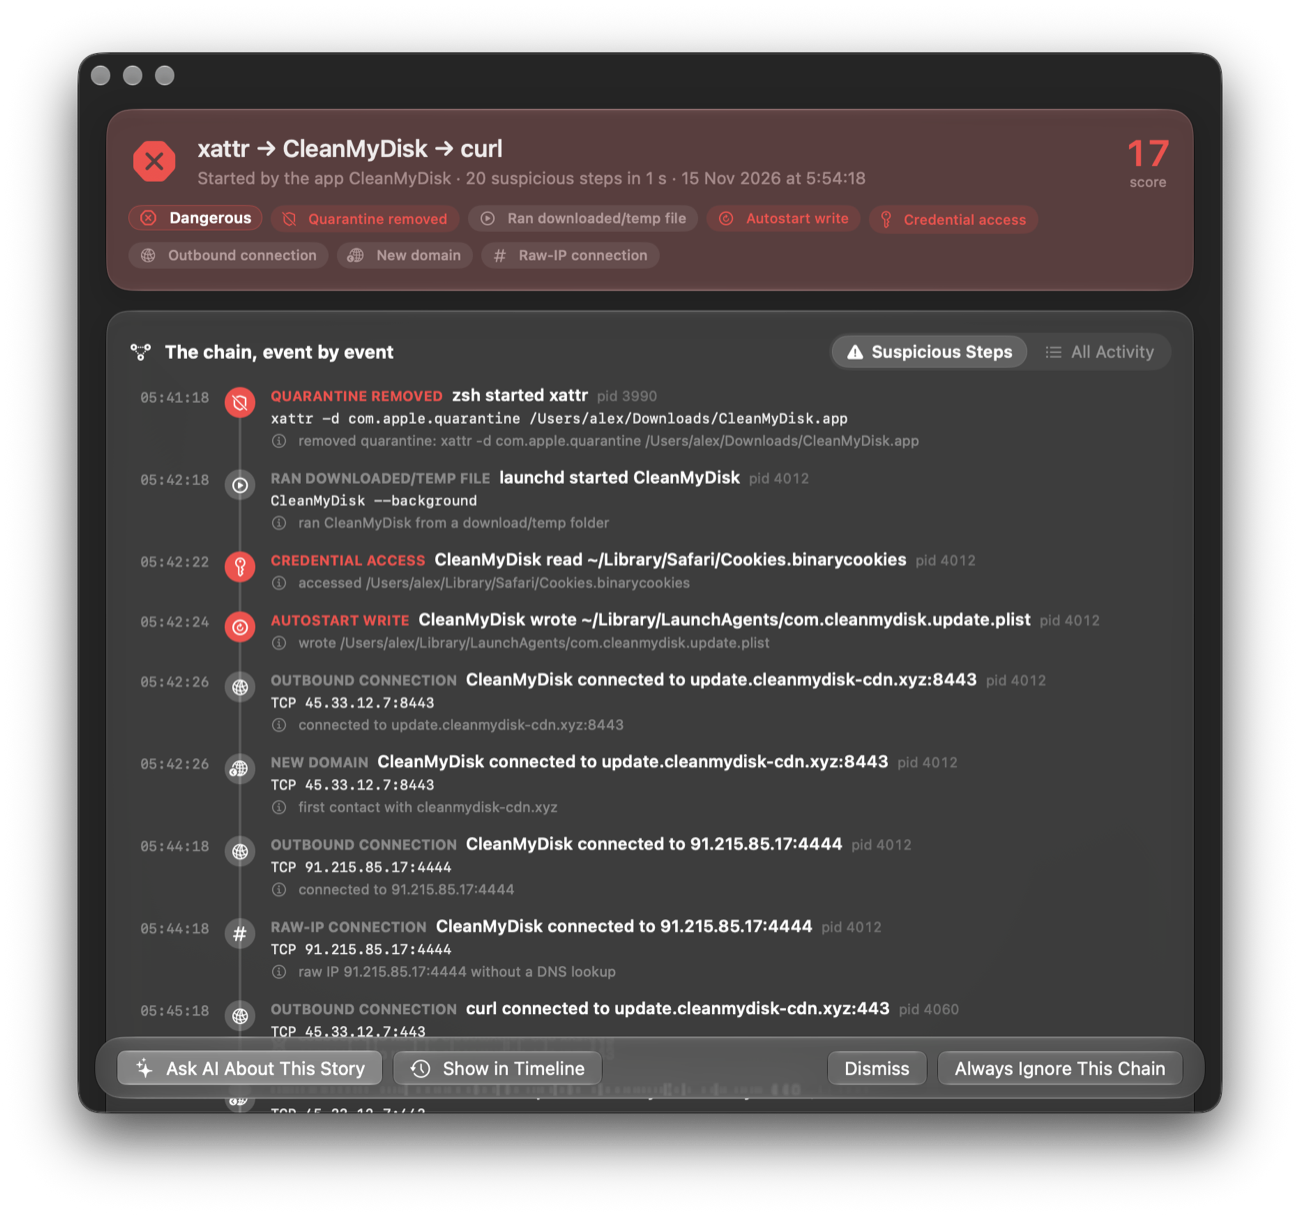 xattr → CleanMyDisk → curl
17
Started by the app CleanMyDisk · 20 suspicious steps in 1 s · 15 Nov 2026 at 5:54:18
score
Dangerous Quarantine removed Ran downloaded/temp file Autostart write Credential access
Outbound connection New domain # Raw-IP connection
The chain, event by event
Suspicious Steps All Activity
05:41:18 QUARANTINE REMOVED zsh started xattr pid 3990
xattr -d com.apple.quarantine /Users/alex/Downloads/CleanMyDisk.app
removed quarantine: xattr -d com.apple.quarantine /Users/alex/Downloads/CleanMyDisk.app
05:42:18 RAN DOWNLOADED/TEMP FILE launchd started CleanMyDisk pid 4012
CleanMyDisk --background
ran CleanMyDisk from a download/temp folder
05:42:22 CREDENTIAL ACCESS CleanMyDisk read ~/Library/Safari/Cookies.binarycookies pid 4012
accessed /Users/alex/Library/Safari/Cookies.binarycookies
05:42:24 AUTOSTART WRITE CleanMyDisk wrote ~/Library/LaunchAgents/com.cleanmydisk.update.plist pid 4012
wrote /Users/alex/Library/LaunchAgents/com.cleanmydisk.update.plist
05:42:26 OUTBOUND CONNECTION CleanMyDisk connected to update.cleanmydisk-cdn.xyz:8443 pid 4012
TCP 45.33.12.7:8443
connected to update.cleanmydisk-cdn.xyz:8443
05:42:26 NEW DOMAIN CleanMyDisk connected to update.cleanmydisk-cdn.xyz:8443 pid 4012
TCP 45.33.12.7:8443
first contact with cleanmydisk-cdn.xyz
05:44:18 OUTBOUND CONNECTION CleanMyDisk connected to 91.215.85.17:4444 pid 4012
TCP 91.215.85.17:4444
connected to 91.215.85.17:4444
05:44:18 # RAW-IP CONNECTION CleanMyDisk connected to 91.215.85.17:4444 pid 4012
TCP 91.215.85.17:4444
raw IP 91.215.85.17:4444 without a DNS lookup
05:45:18 OUTBOUND CONNECTION curl connected to update.cleanmydisk-cdn.xyz:443 pid 4060
TCP 45.33.12.7:443
Ask AI About This Story Show in Timeline Dismiss Always Ignore This Chain
TCP 45.33.12.7:443